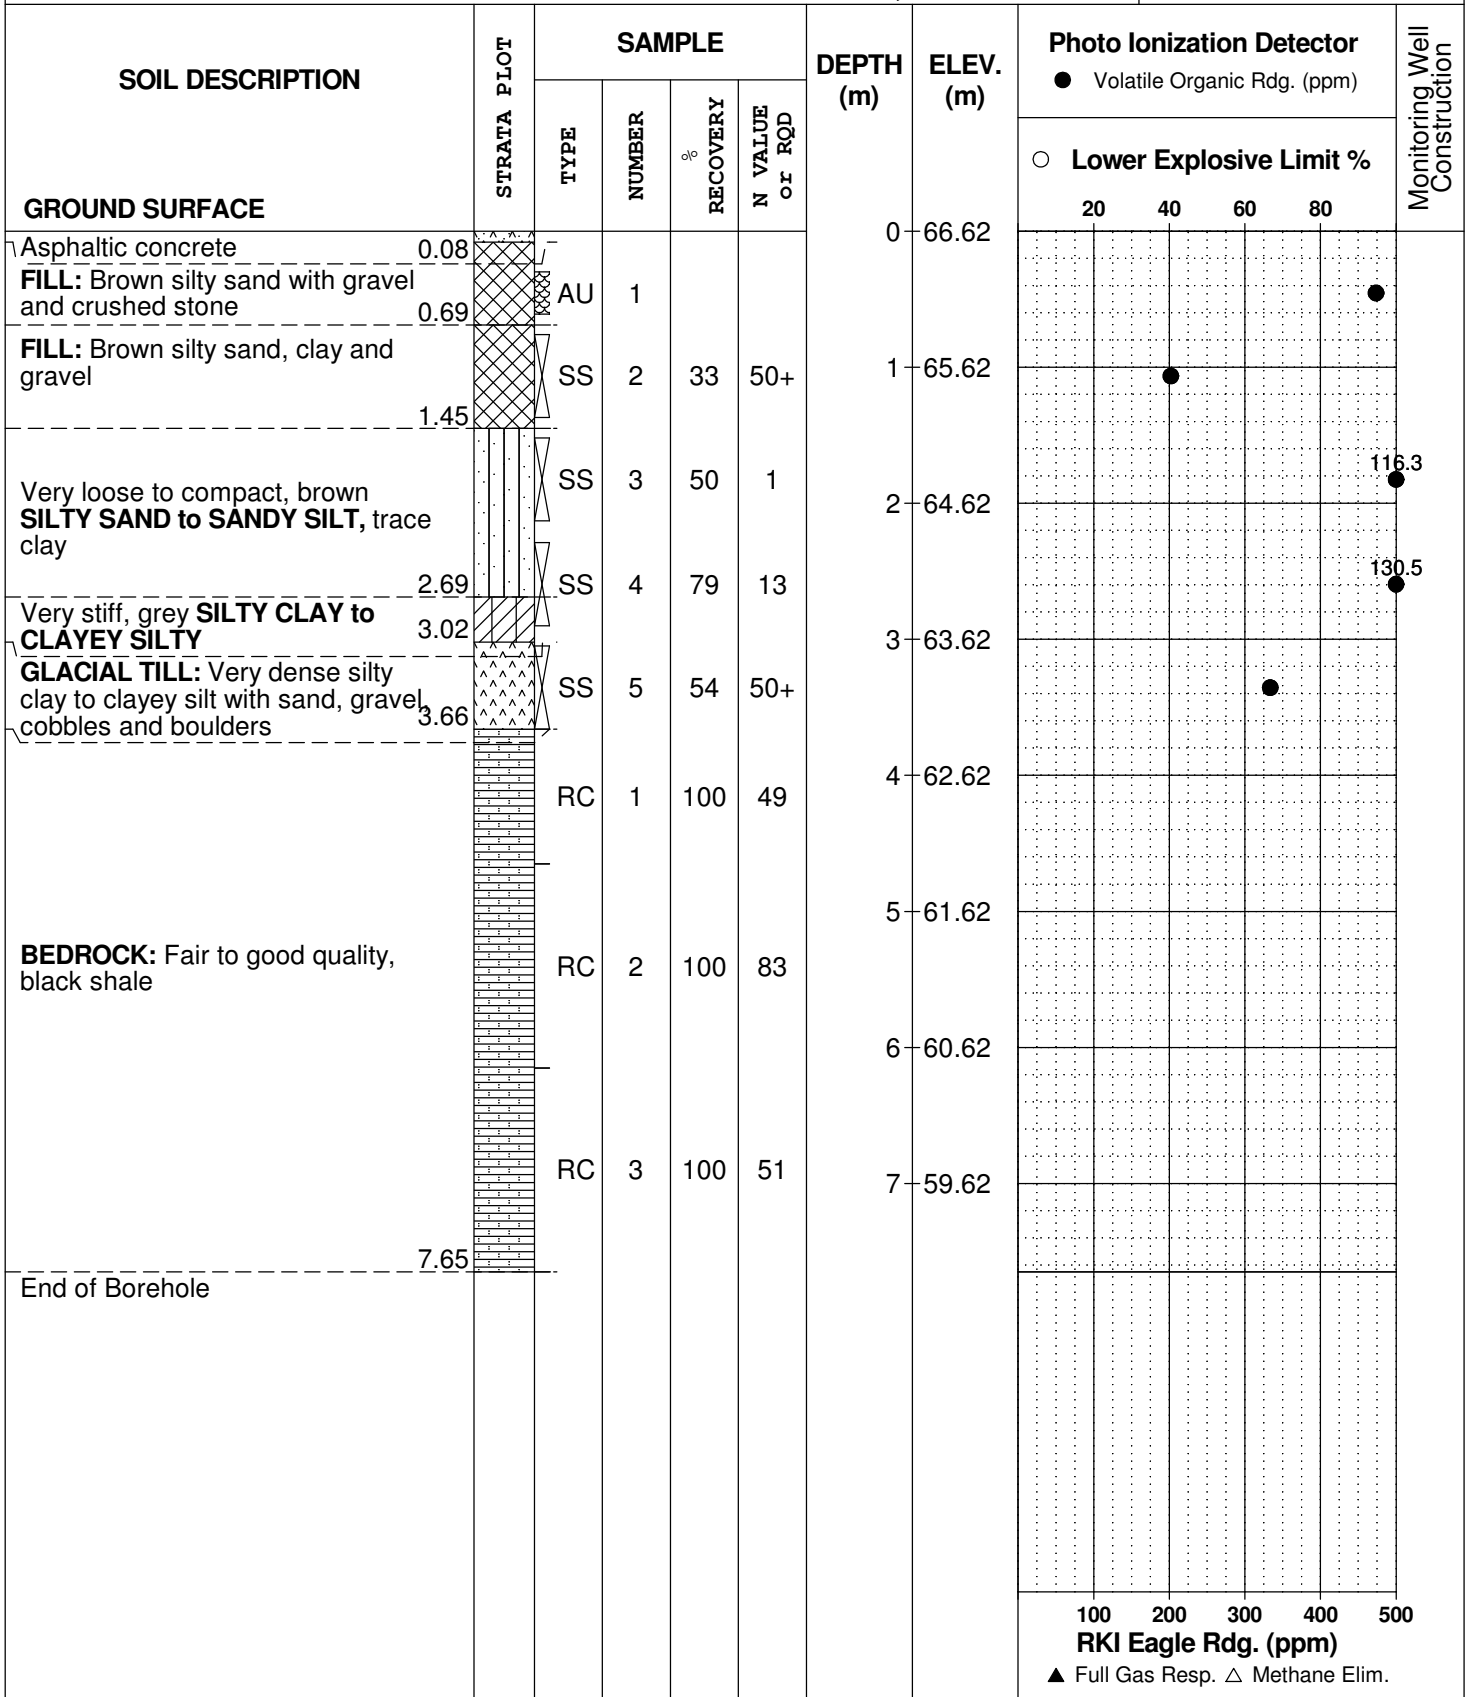 SOIL DESCRIPTION
GROUND SURFACE
STRATA PLOT
SAMPLE
TYPE
NUMBER
%
RECOVERY
N VALUE
or RQD
DEPTH
(m)
ELEV.
(m)
Photo Ionization Detector
● Volatile Organic Rdg. (ppm)
○ Lower Explosive Limit %
20 40 60 80
Monitoring Well
Construction
0 66.62
Asphaltic concrete 0.08
FILL: Brown silty sand with gravel
and crushed stone 0.69
AU 1
FILL: Brown silty sand, clay and
gravel
1.45
SS 2 33 50+
1 65.62
Very loose to compact, brown
SILTY SAND to SANDY SILT, trace
clay
2.69
SS 3 50 1
116.3
2 64.62
SS 4 79 13
130.5
Very stiff, grey SILTY CLAY to
CLAYEY SILTY 3.02
3 63.62
GLACIAL TILL: Very dense silty
clay to clayey silt with sand, gravel,
cobbles and boulders 3.66
SS 5 54 50+
4 62.62
RC 1 100 49
5 61.62
BEDROCK: Fair to good quality,
black shale
RC 2 100 83
6 60.62
RC 3 100 51
7 59.62
7.65
End of Borehole
100 200 300 400 500
RKI Eagle Rdg. (ppm)
▲ Full Gas Resp. △ Methane Elim.